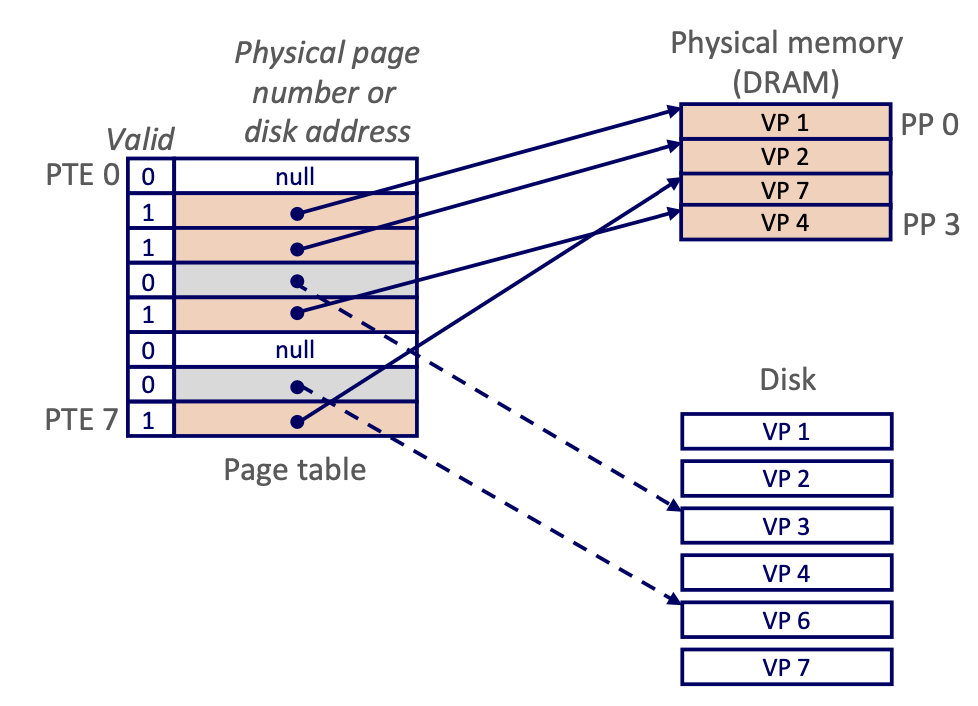 Physical page
number or
disk address
Valid
PTE 0
0
null
1
1
0
1
0
null
0
PTE 7
1
Page table
Physical memory
(DRAM)
VP 1
PP 0
VP 2
VP 7
VP 4
PP 3
Disk
VP 1
VP 2
VP 3
VP 4
VP 6
VP 7